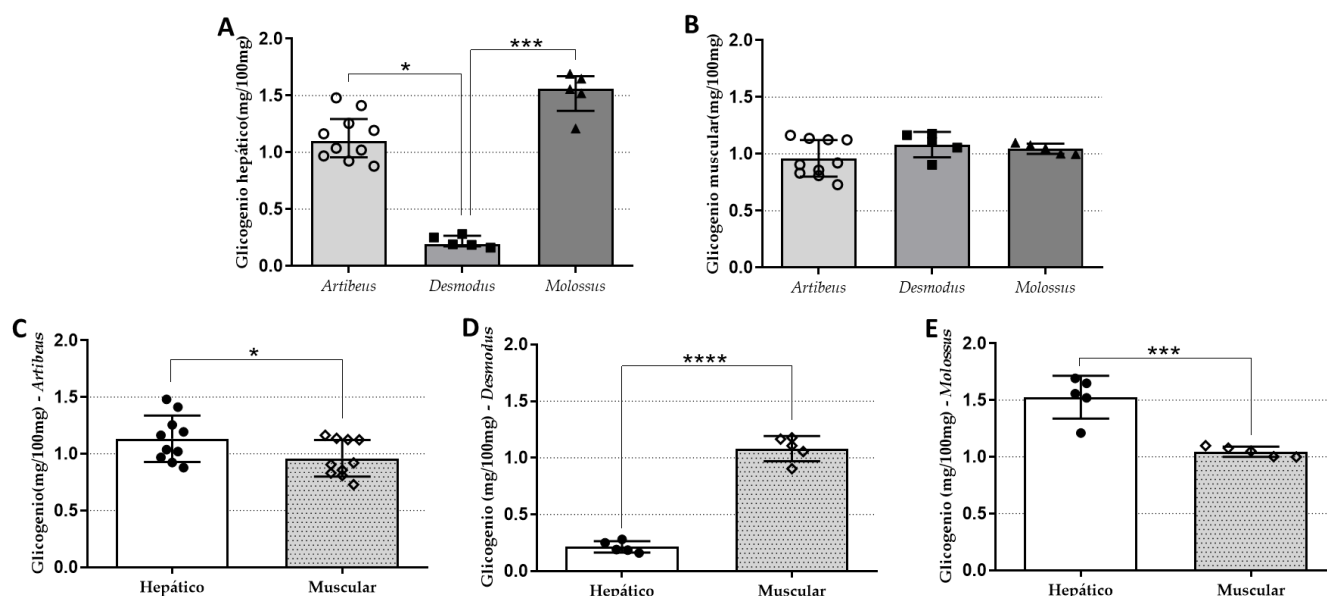 A
Glicogenio hepático(mg/100mg)
2.0
1.5
1.0
0.5
0.0
*
***
Artibeus
Desmodus
Molossus
B
Glicogenio muscular(mg/100mg)
2.0
1.5
1.0
0.5
0.0
Artibeus
Desmodus
Molossus
C
Glicogenio(mg/100mg) - Artibeus
2.0
1.5
1.0
0.5
0.0
*
Hepático
Muscular
D
Glicogenio (mg/100mg) - Desmodus
2.0
1.5
1.0
0.5
0.0
****
Hepático
Muscular
E
Glicogenio (mg/100mg) - Molossus
2.0
1.5
1.0
0.5
0.0
***
Hepático
Muscular